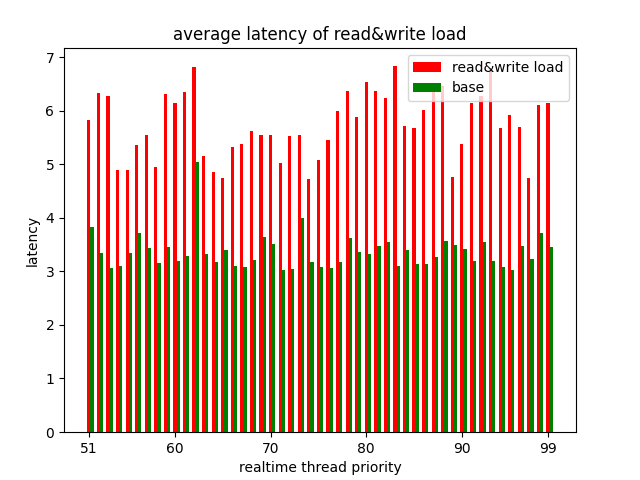 average latency of read&write load
read&write load
base
7
6
5
4
3
2
1
0
latency
51
60
70
80
90
99
realtime thread priority